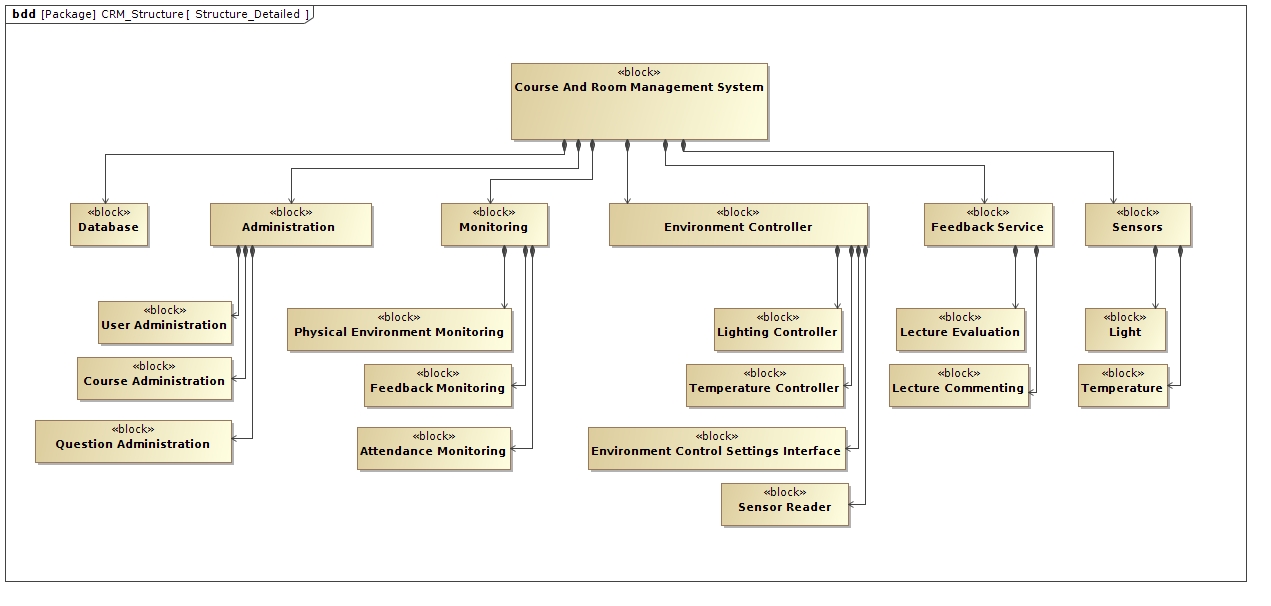 bdd [Package] CRM_Structure[ Structure_Detailed ]
«block»
Course And Room Management System
«block»
Database
«block»
Administration
«block»
Monitoring
«block»
Environment Controller
«block»
Feedback Service
«block»
Sensors
«block»
User Administration
«block»
Course Administration
«block»
Question Administration
«block»
Physical Environment Monitoring
«block»
Feedback Monitoring
«block»
Attendance Monitoring
«block»
Lighting Controller
«block»
Temperature Controller
«block»
Environment Control Settings Interface
«block»
Sensor Reader
«block»
Lecture Evaluation
«block»
Lecture Commenting
«block»
Light
«block»
Temperature